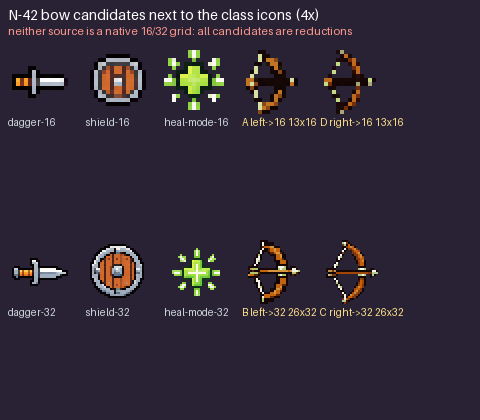 N-42 bow candidates next to the class icons (4x)
neither source is a native 16/32 grid: all candidates are reductions
dagger-16 shield-16 heal-mode-16 A left->16 13x16 D right->16 13x16
dagger-32 shield-32 heal-mode-32 B left->32 26x32 C right->32 26x32